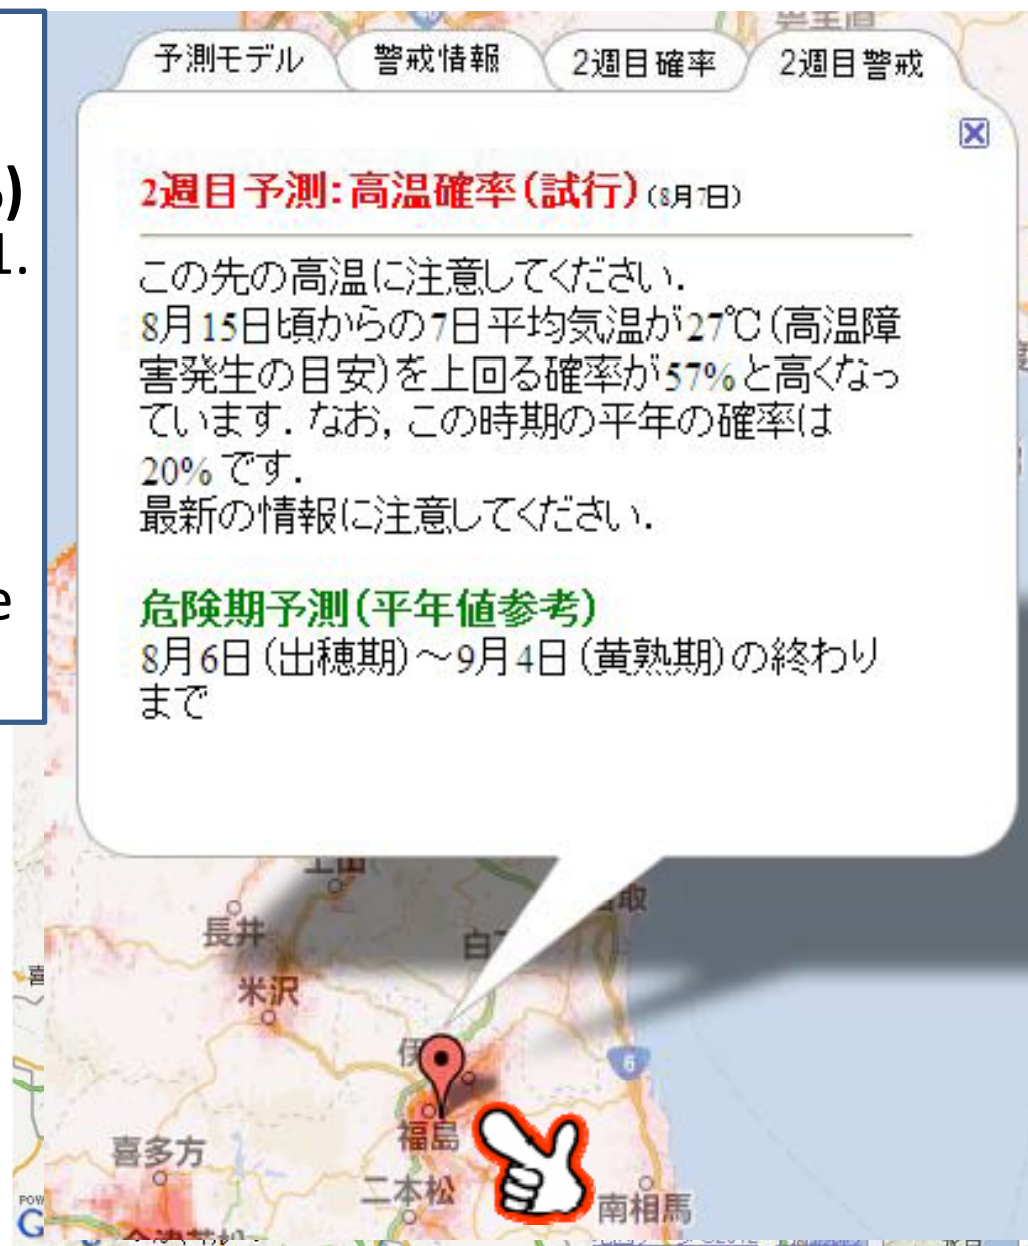 )
1.
e
予測モデル
警戒情報
2週目確率
2週目警戒
2週目予測:高温確率(試行)(8月7日)
この先の高温に注意してください.
8月15日頃からの7日平均気温が27℃(高温障
害発生の目安)を上回る確率が57%と高くなっ
ています. なお, この時期の平年の確率は
20%です.
最新の情報に注意してください.
危険期予測(平年値参考)
8月6日(出穂期)~9月4日(黄熟期)の終わり
まで
長井
米沢
喜
6
福島
喜多方
二本松
南相馬
POW
G